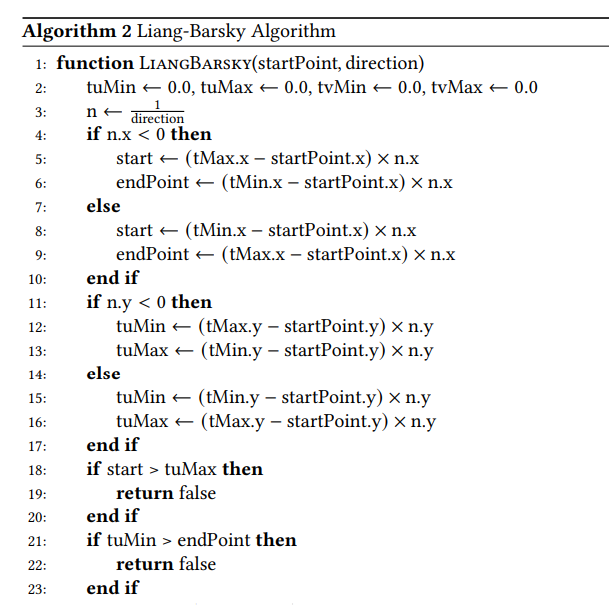 Algorithm 2 Liang-Barsky Algorithm
1: function LIANGBARSKY(startPoint, direction)
2: tuMin ← 0.0, tuMax ← 0.0, tvMin ← 0.0, tvMax ← 0.0
3: n ← 1/direction
4: if n.x < 0 then
5: start ← (tMax.x − startPoint.x) × n.x
6: endPoint ← (tMin.x − startPoint.x) × n.x
7: else
8: start ← (tMin.x − startPoint.x) × n.x
9: endPoint ← (tMax.x − startPoint.x) × n.x
10: end if
11: if n.y < 0 then
12: tuMin ← (tMax.y − startPoint.y) × n.y
13: tuMax ← (tMin.y − startPoint.y) × n.y
14: else
15: tuMin ← (tMin.y − startPoint.y) × n.y
16: tuMax ← (tMax.y − startPoint.y) × n.y
17: end if
18: if start > tuMax then
19: return false
20: end if
21: if tuMin > endPoint then
22: return false
23: end if